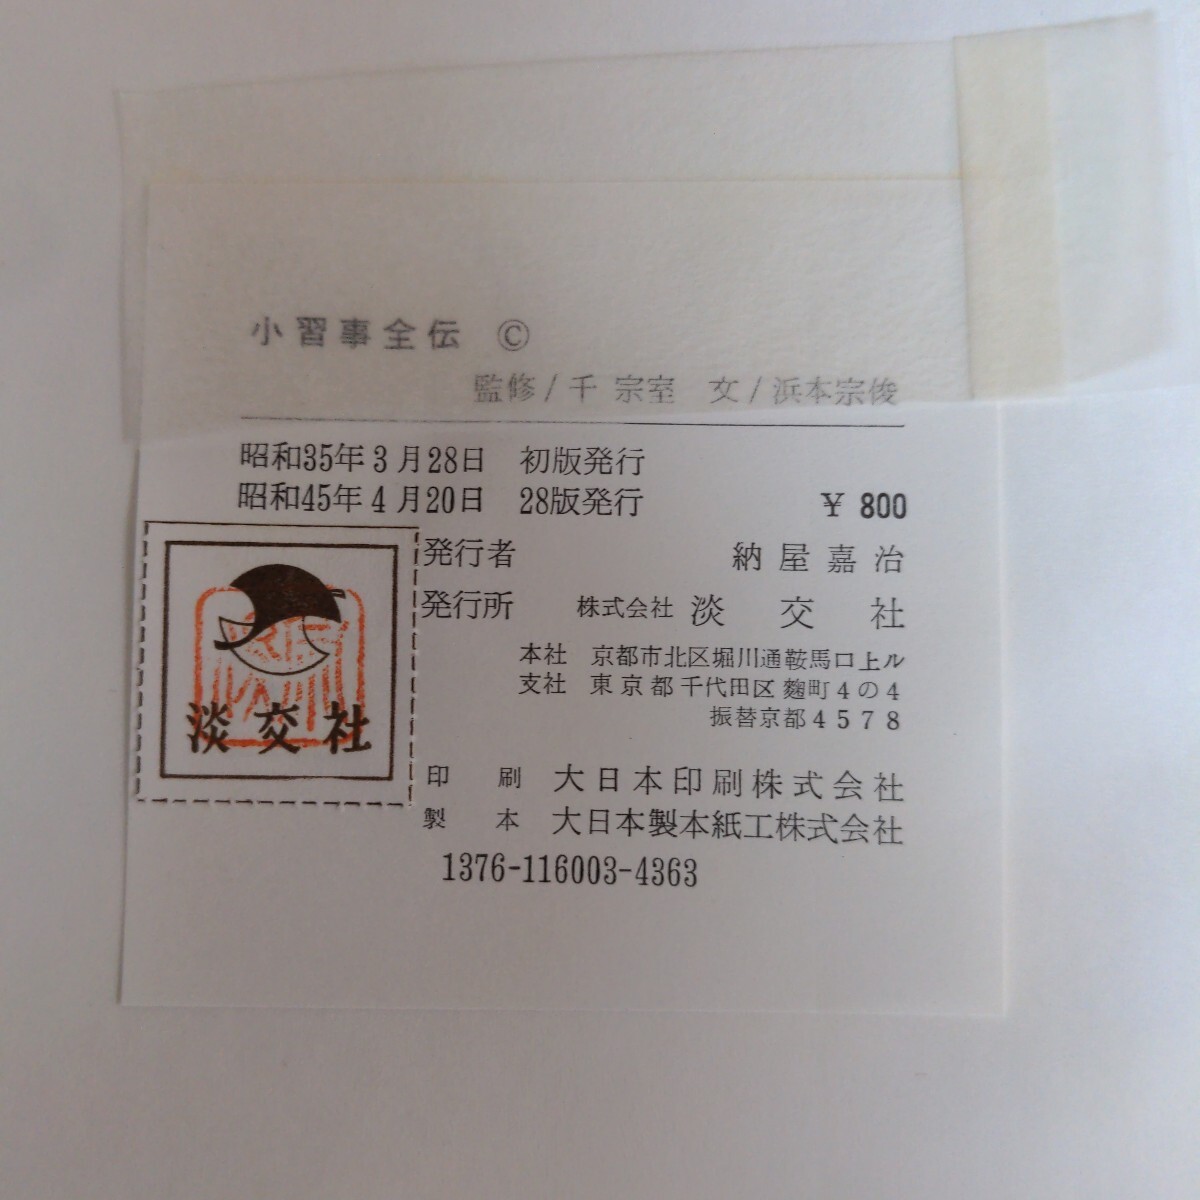 小習事全伝 ©
監修/千 宗室 文/浜本宗俊
昭和35年3月28日 初版発行
昭和45年4月20日 28版発行 ¥ 800
発行者 納屋嘉治
発行所 株式会社 淡交社
本社 京都市北区堀川通鞍馬口上ル
支社 東京都千代田区麴町4の4
振替京都4578
印刷 大日本印刷株式会社
製本 大日本製本紙工株式会社
1376-116003-4363
淡交社